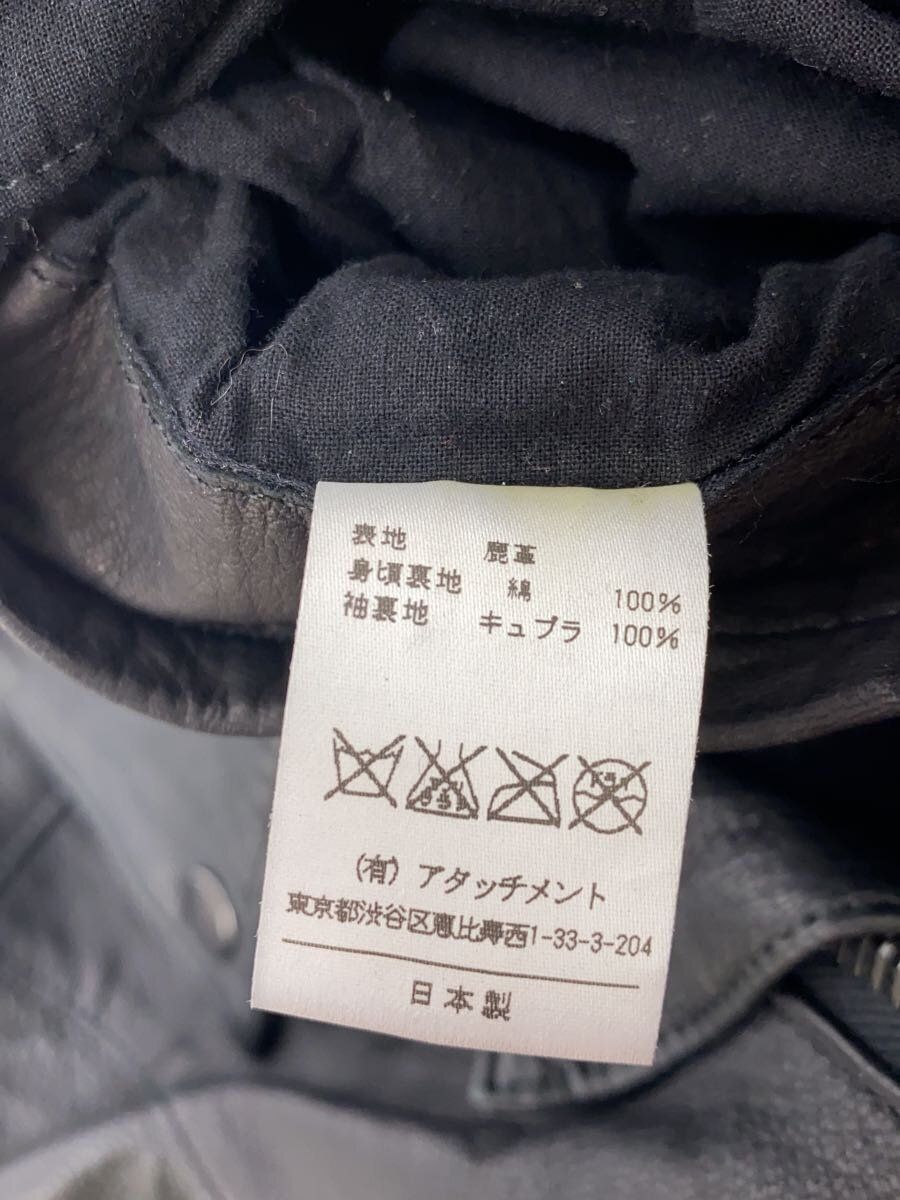 表地 鹿革
身頃裏地 綿 100%
袖裏地 キュプラ 100%
(有) アタッチメント
東京都渋谷区恵比寿西1-33-3-204
日本製